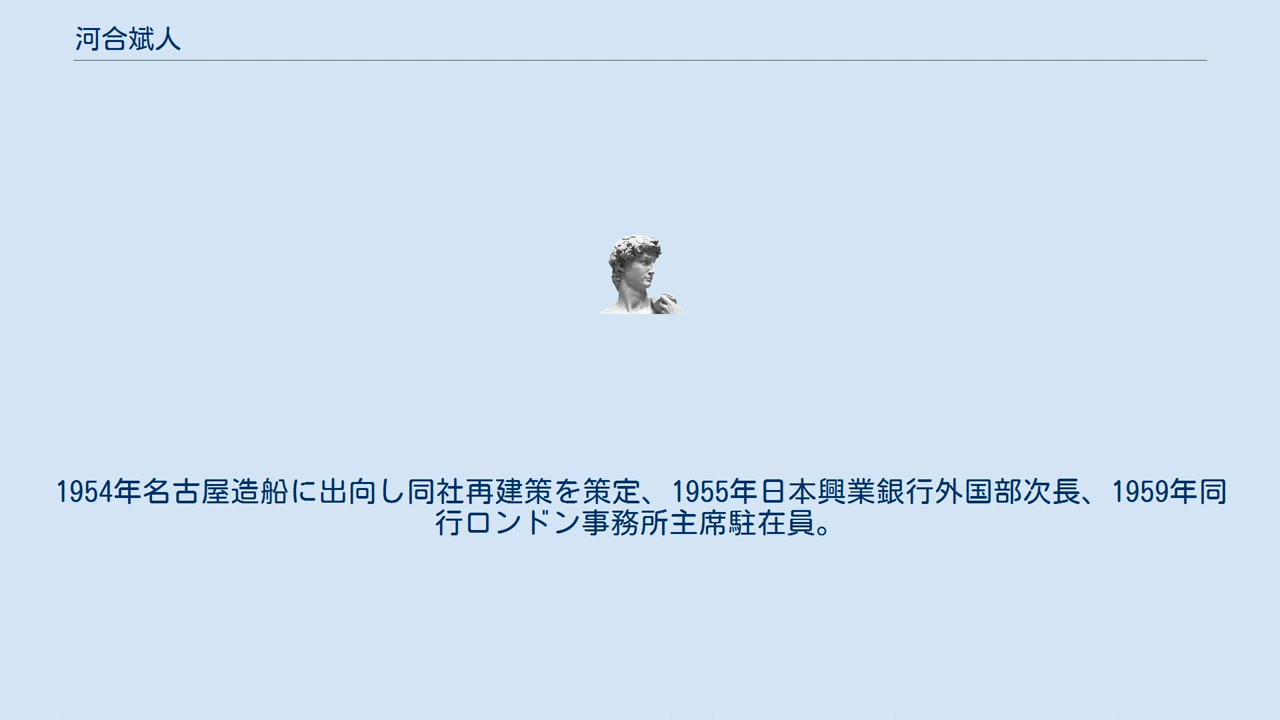 河合斌人
1954年名古屋造船に出向し同社再建策を策定、1955年日本興業銀行外国部次長、1959年同
行ロンドン事務所主席駐在員。